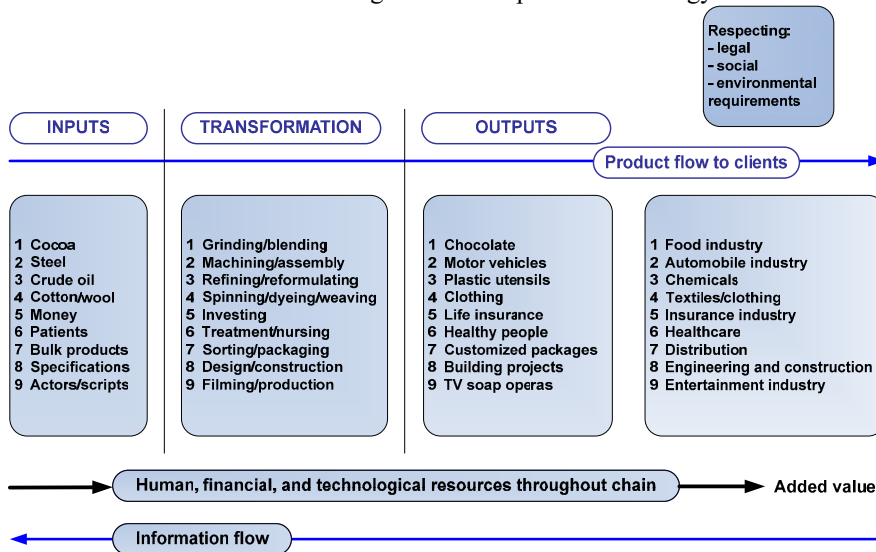 Respecting:
- legal
- social
- environmental
requirements
INPUTS
TRANSFORMATION
OUTPUTS
Product flow to clients
1 Cocoa
2 Steel
3 Crude oil
4 Cotton/wool
5 Money
6 Patients
7 Bulk products
8 Specifications
9 Actors/scripts
1 Grinding/blending
2 Machining/assembly
3 Refining/reformulating
4 Spinning/dyeing/weaving
5 Investing
6 Treatment/nursing
7 Sorting/packaging
8 Design/construction
9 Filming/production
1 Chocolate
2 Motor vehicles
3 Plastic utensils
4 Clothing
5 Life insurance
6 Healthy people
7 Customized packages
8 Building projects
9 TV soap operas
1 Food industry
2 Automobile industry
3 Chemicals
4 Textiles/clothing
5 Insurance industry
6 Healthcare
7 Distribution
8 Engineering and construction
9 Entertainment industry
Human, financial, and technological resources throughout chain
Added value
Information flow